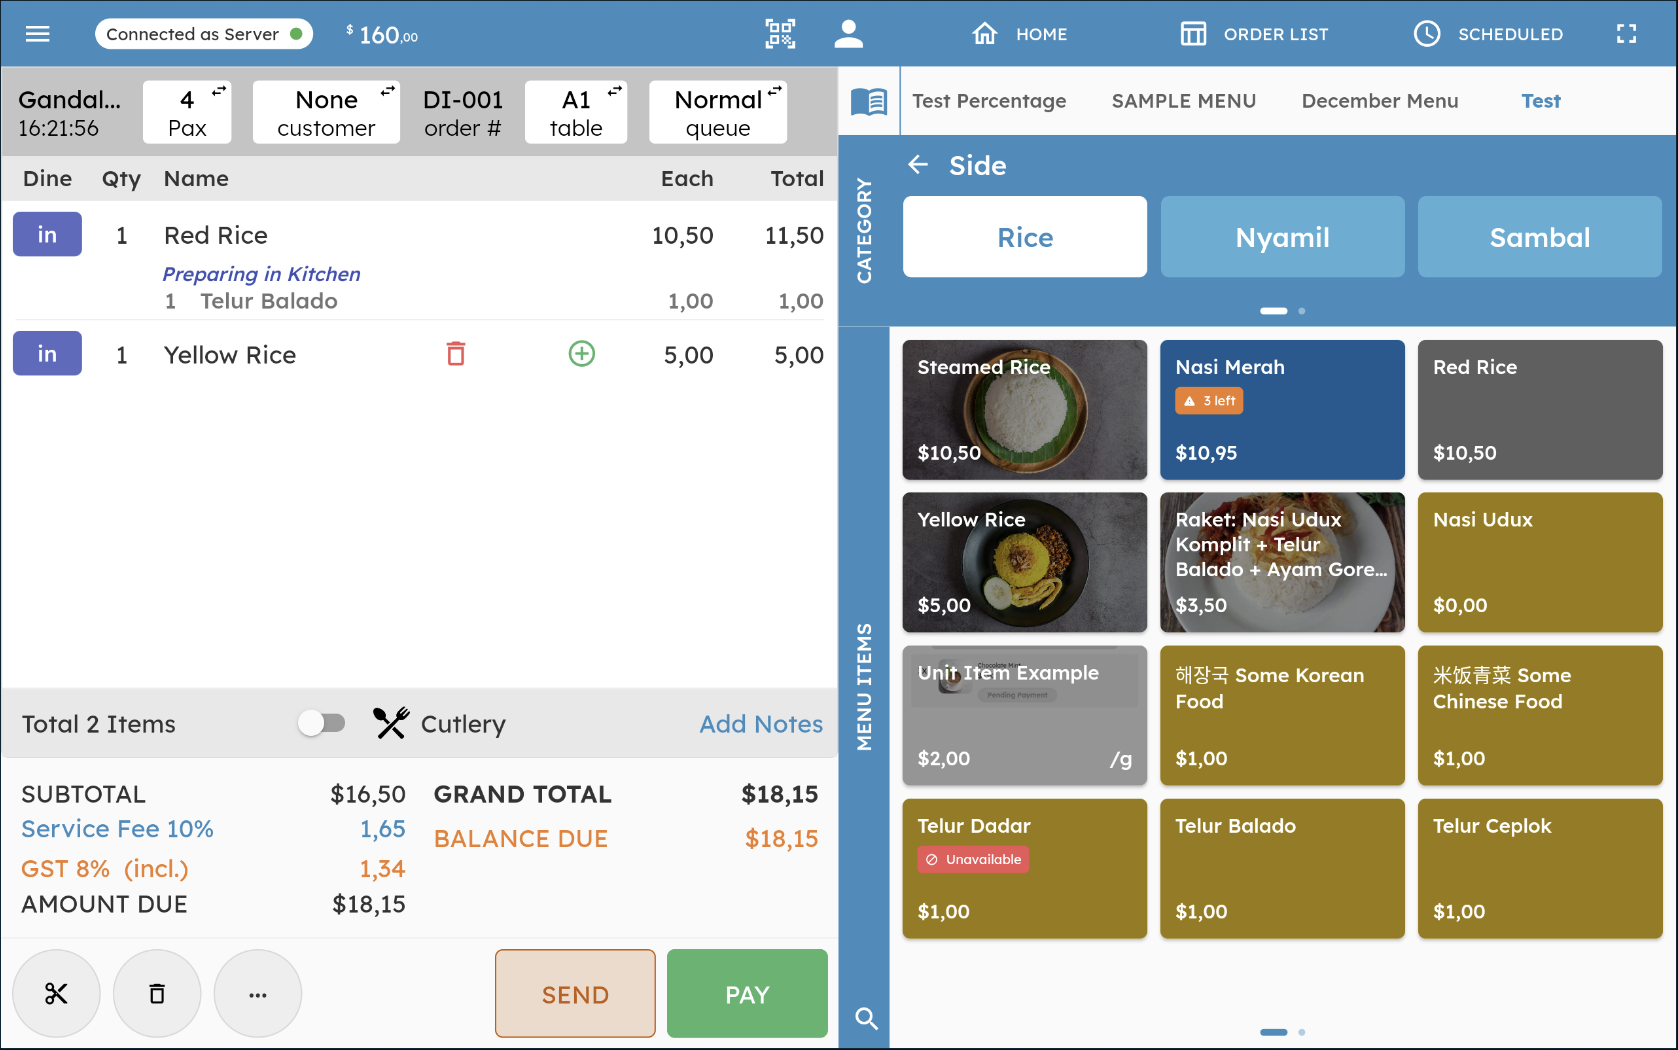 Connected as Server
$ 160,00
HOME
ORDER LIST
SCHEDULED
Gandal...
16:21:56
4
Pax
None
customer
DI-001
order #
A1
table
Normal
queue
Dine Qty Name Each Total
in 1 Red Rice 10,50 11,50
Preparing in Kitchen
1 Telur Balado 1,00 1,00
in 1 Yellow Rice 5,00 5,00
Total 2 Items
Cutlery
Add Notes
SUBTOTAL $16,50
Service Fee 10% 1,65
GST 8% (incl.) 1,34
AMOUNT DUE $18,15
GRAND TOTAL $18,15
BALANCE DUE $18,15
...
SEND
PAY
Test Percentage
SAMPLE MENU
December Menu
Test
CATEGORY
Side
Rice
Nyamil
Sambal
MENU ITEMS
Steamed Rice
$10,50
Nasi Merah
3 left
$10,95
Red Rice
$10,50
Yellow Rice
$5,00
Raket: Nasi Udux
Komplit + Telur
Balado + Ayam Gore...
$3,50
Nasi Udux
$0,00
Unit Item Example
Chocolate
Pending Payment
$2,00 /g
해장국 Some Korean
Food
$1,00
米饭青菜 Some
Chinese Food
$1,00
Telur Dadar
Unavailable
$1,00
Telur Balado
$1,00
Telur Ceplok
$1,00